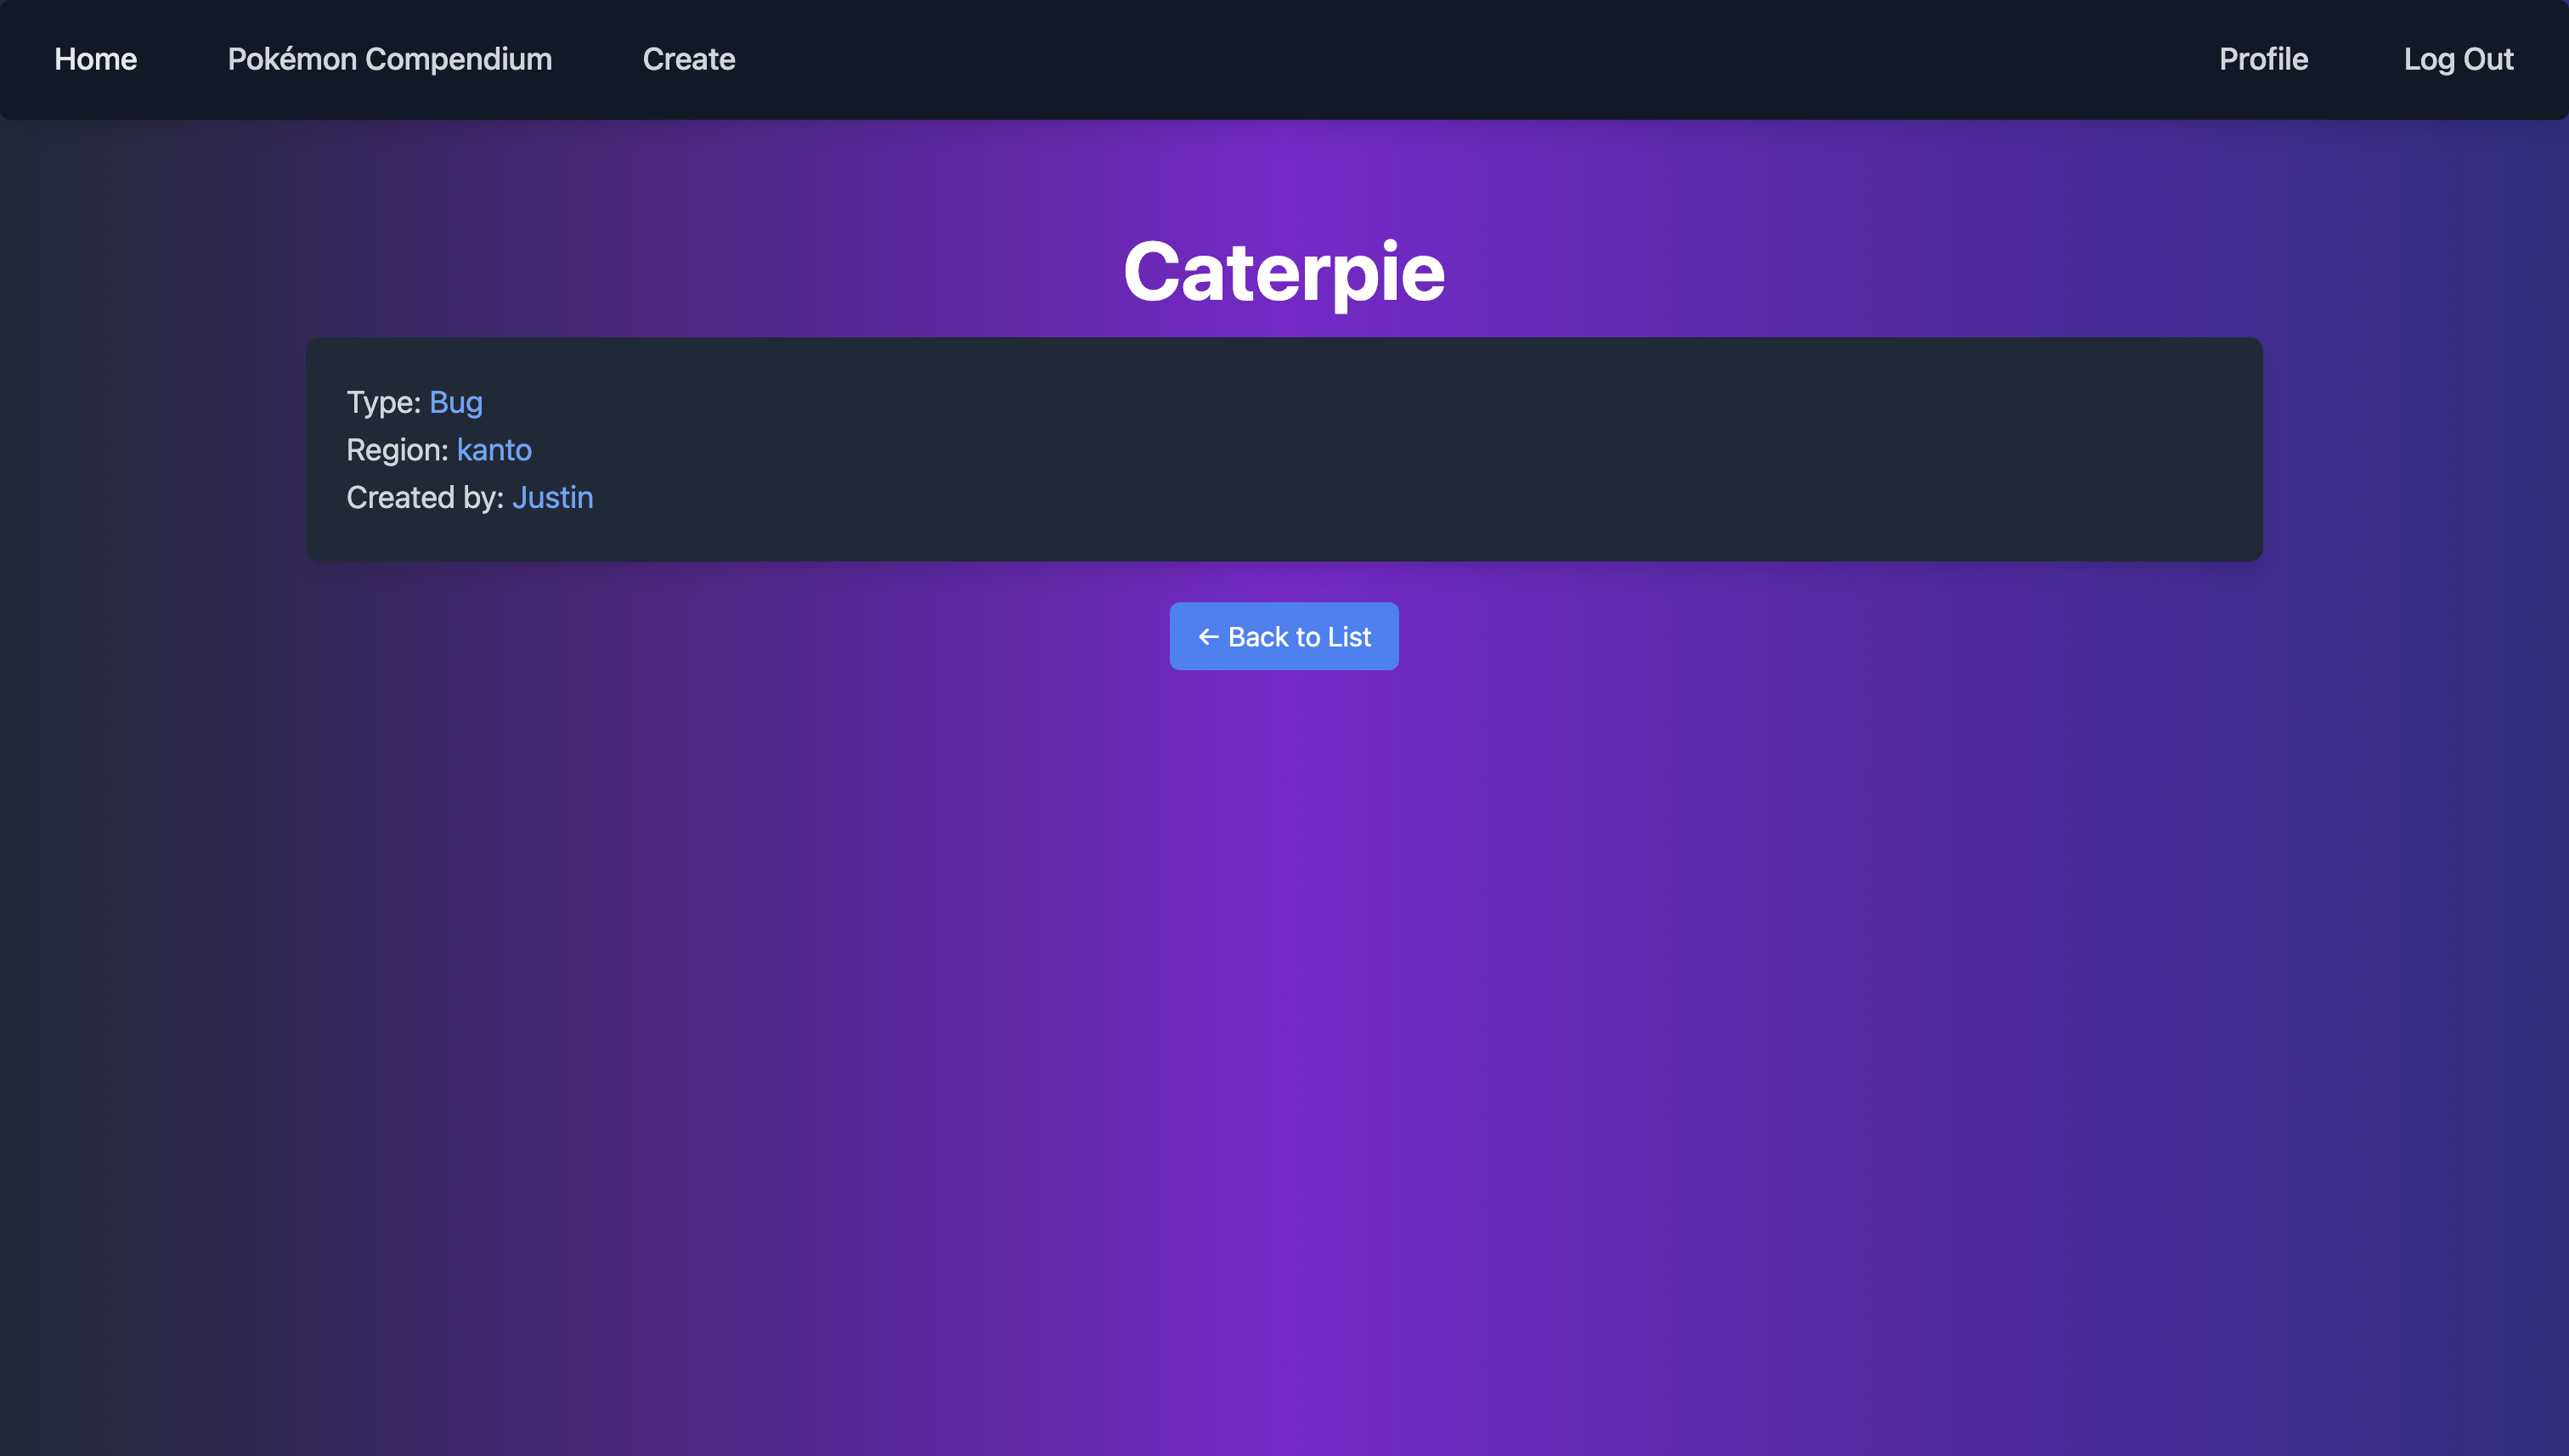 Home Pokémon Compendium Create Profile Log Out
Caterpie
Type: Bug
Region: kanto
Created by: Justin
← Back to List